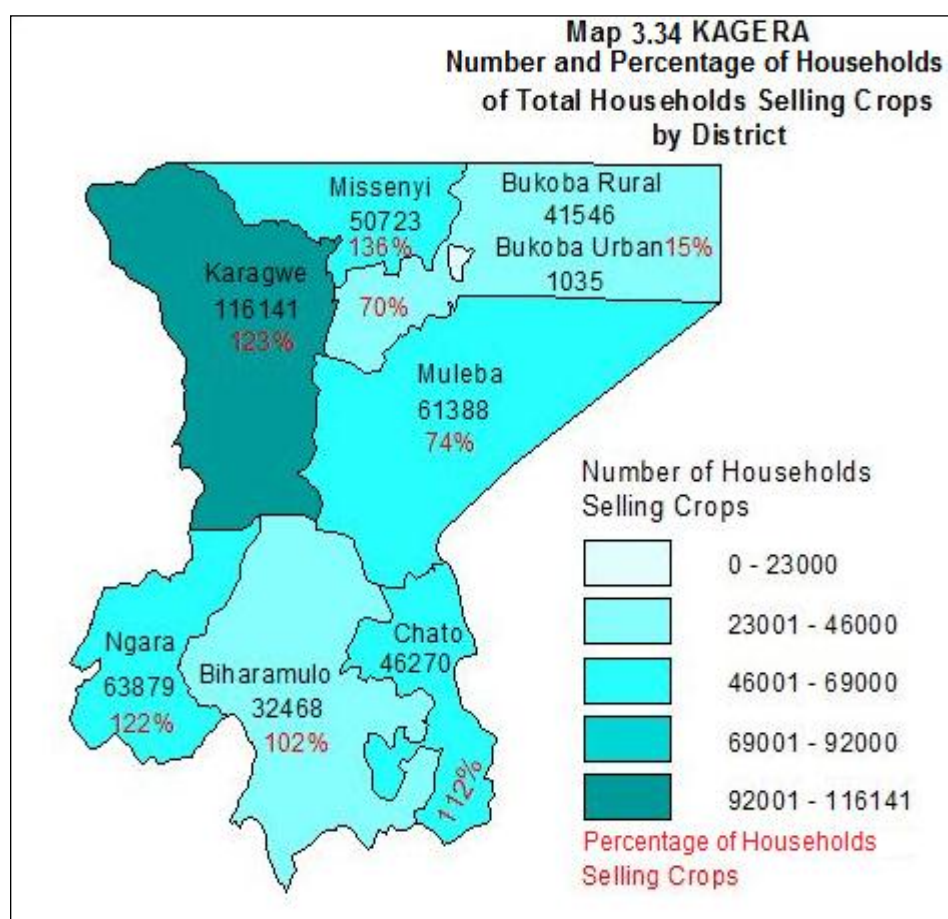 Map 3.34 KAGERA
Number and Percentage of Households
of Total Households Selling Crops
by District
Missenyi
50723
136%
Bukoba Rural
41546
Bukoba Urban 15%
1035
Karagwe
116141
123%
70%
Muleba
61388
74%
Number of Households
Selling Crops
0 - 23000
23001 - 46000
46001 - 69000
69001 - 92000
92001 - 116141
Percentage of Households
Selling Crops
Ngara
63879
122%
Biharamulo
32468
102%
Chato
46270
112%